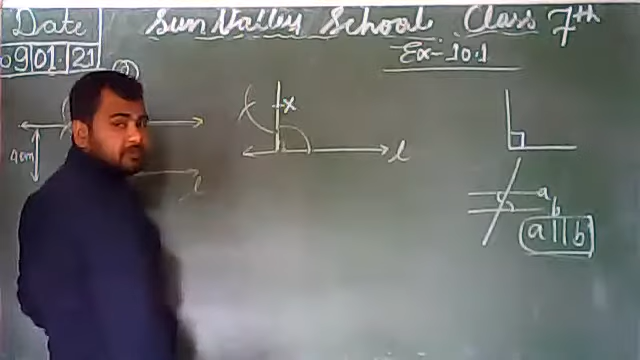 Date
Sun Valley School Class 7th
09 01 21
Ex-10.1
x
l
4cm
l
a
b
a || b